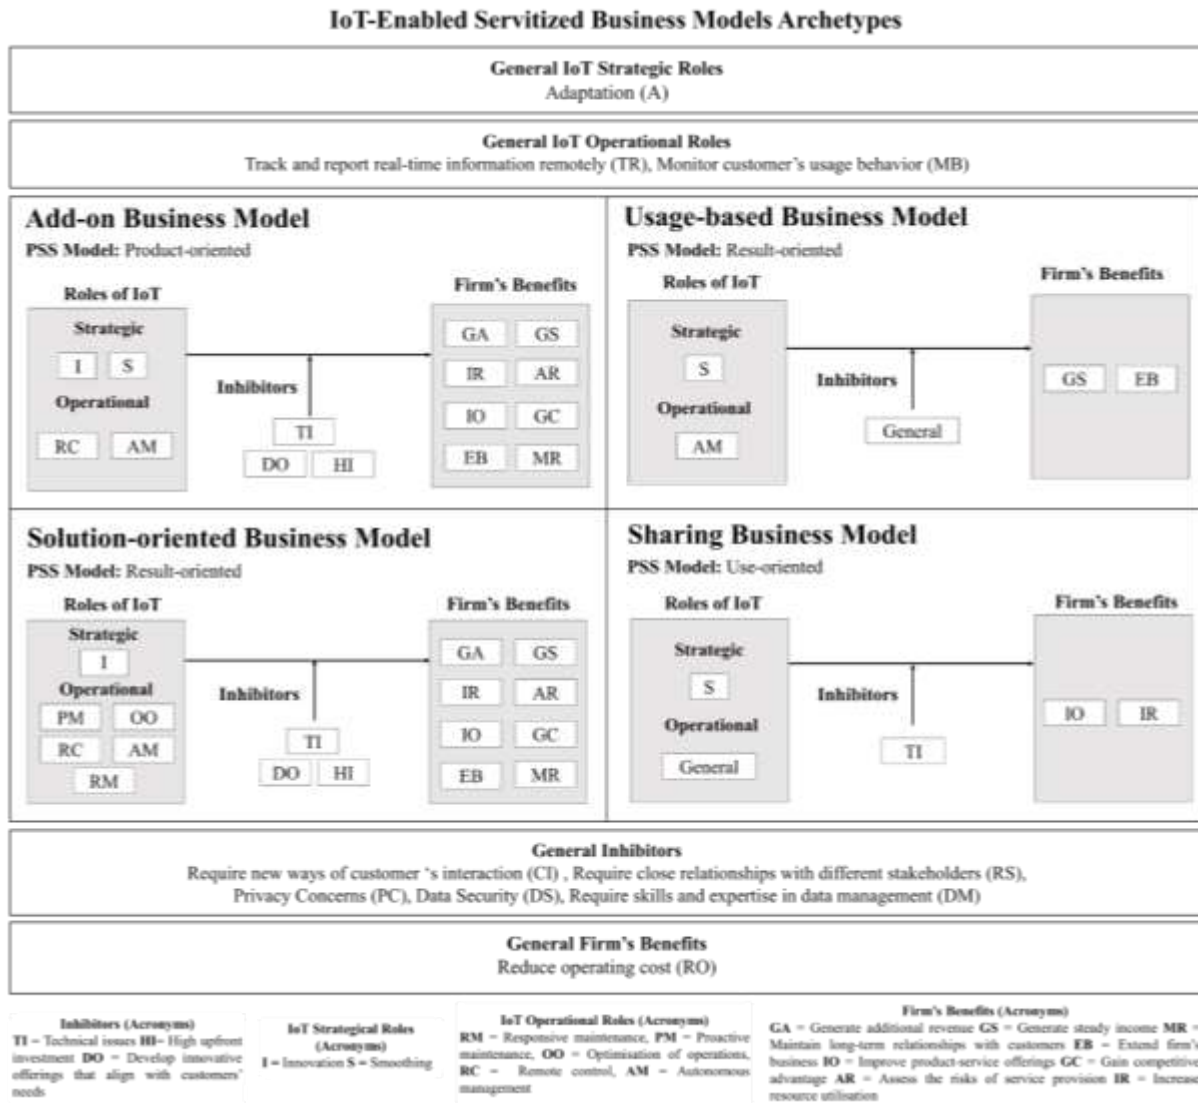 IoT-Enabled Servitized Business Models Archetypes
General IoT Strategic Roles
Adaptation (A)
General IoT Operational Roles
Track and report real-time information remotely (TR), Monitor customer's usage behavior (MB)
Add-on Business Model
PSS Model: Product-oriented
Roles of IoT
Firm's Benefits
Strategic
I S
Operational
RC AM
Inhibitors
TI
DO HI
GA GS
IR AR
IO GC
EB MR
Usage-based Business Model
PSS Model: Result-oriented
Roles of IoT
Firm's Benefits
Strategic
S
Operational
AM
Inhibitors
General
GS EB
Solution-oriented Business Model
PSS Model: Result-oriented
Roles of IoT
Firm's Benefits
Strategic
I
Operational
PM OO
RC AM
RM
Inhibitors
TI
DO HI
GA GS
IR AR
IO GC
EB MR
Sharing Business Model
PSS Model: Use-oriented
Roles of IoT
Firm's Benefits
Strategic
S
Operational
General
Inhibitors
TI
IO IR
General Inhibitors
Require new ways of customer 's interaction (CI) , Require close relationships with different stakeholders (RS),
Privacy Concerns (PC), Data Security (DS), Require skills and expertise in data management (DM)
General Firm's Benefits
Reduce operating cost (RO)
Inhibitors (Acronyms)
TI = Technical issues HI= High upfront
investment DO = Develop innovative
offerings that align with customers'
needs
IoT Strategical Roles
(Acronyms)
I = Innovation S = Smoothing
IoT Operational Roles (Acronyms)
RM = Responsive maintenance, PM = Proactive
maintenance, OO = Optimisation of operations,
RC = Remote control, AM = Autonomous
management
Firm's Benefits (Acronyms)
GA = Generate additional revenue GS = Generate steady income MR =
Maintain long-term relationships with customers EB = Extend firm's
business IO = Improve product-service offerings GC = Gain competitive
advantage AR = Assess the risks of service provision IR = Increase
resource utilisation